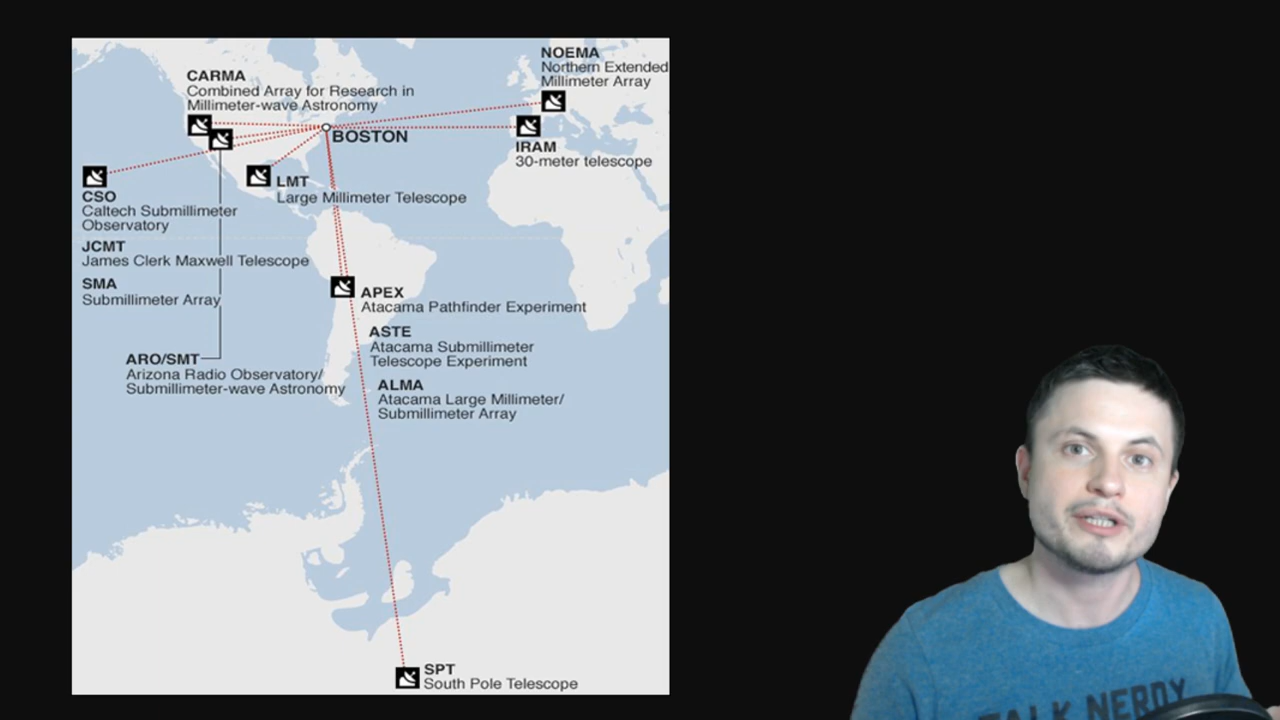 NOEMA
Northern Extended
Millimeter Array
CARMA
Combined Array for Research in
Millimeter-wave Astronomy
BOSTON
IRAM
30-meter telescope
LMT
Large Millimeter Telescope
CSO
Caltech Submillimeter
Observatory
JCMT
James Clerk Maxwell Telescope
SMA
Submillimeter Array
APEX
Atacama Pathfinder Experiment
ASTE
Atacama Submillimeter
Telescope Experiment
ARO/SMT
Arizona Radio Observatory/
Submillimeter-wave Astronomy
ALMA
Atacama Large Millimeter/
Submillimeter Array
SPT
South Pole Telescope
TALK NERDY